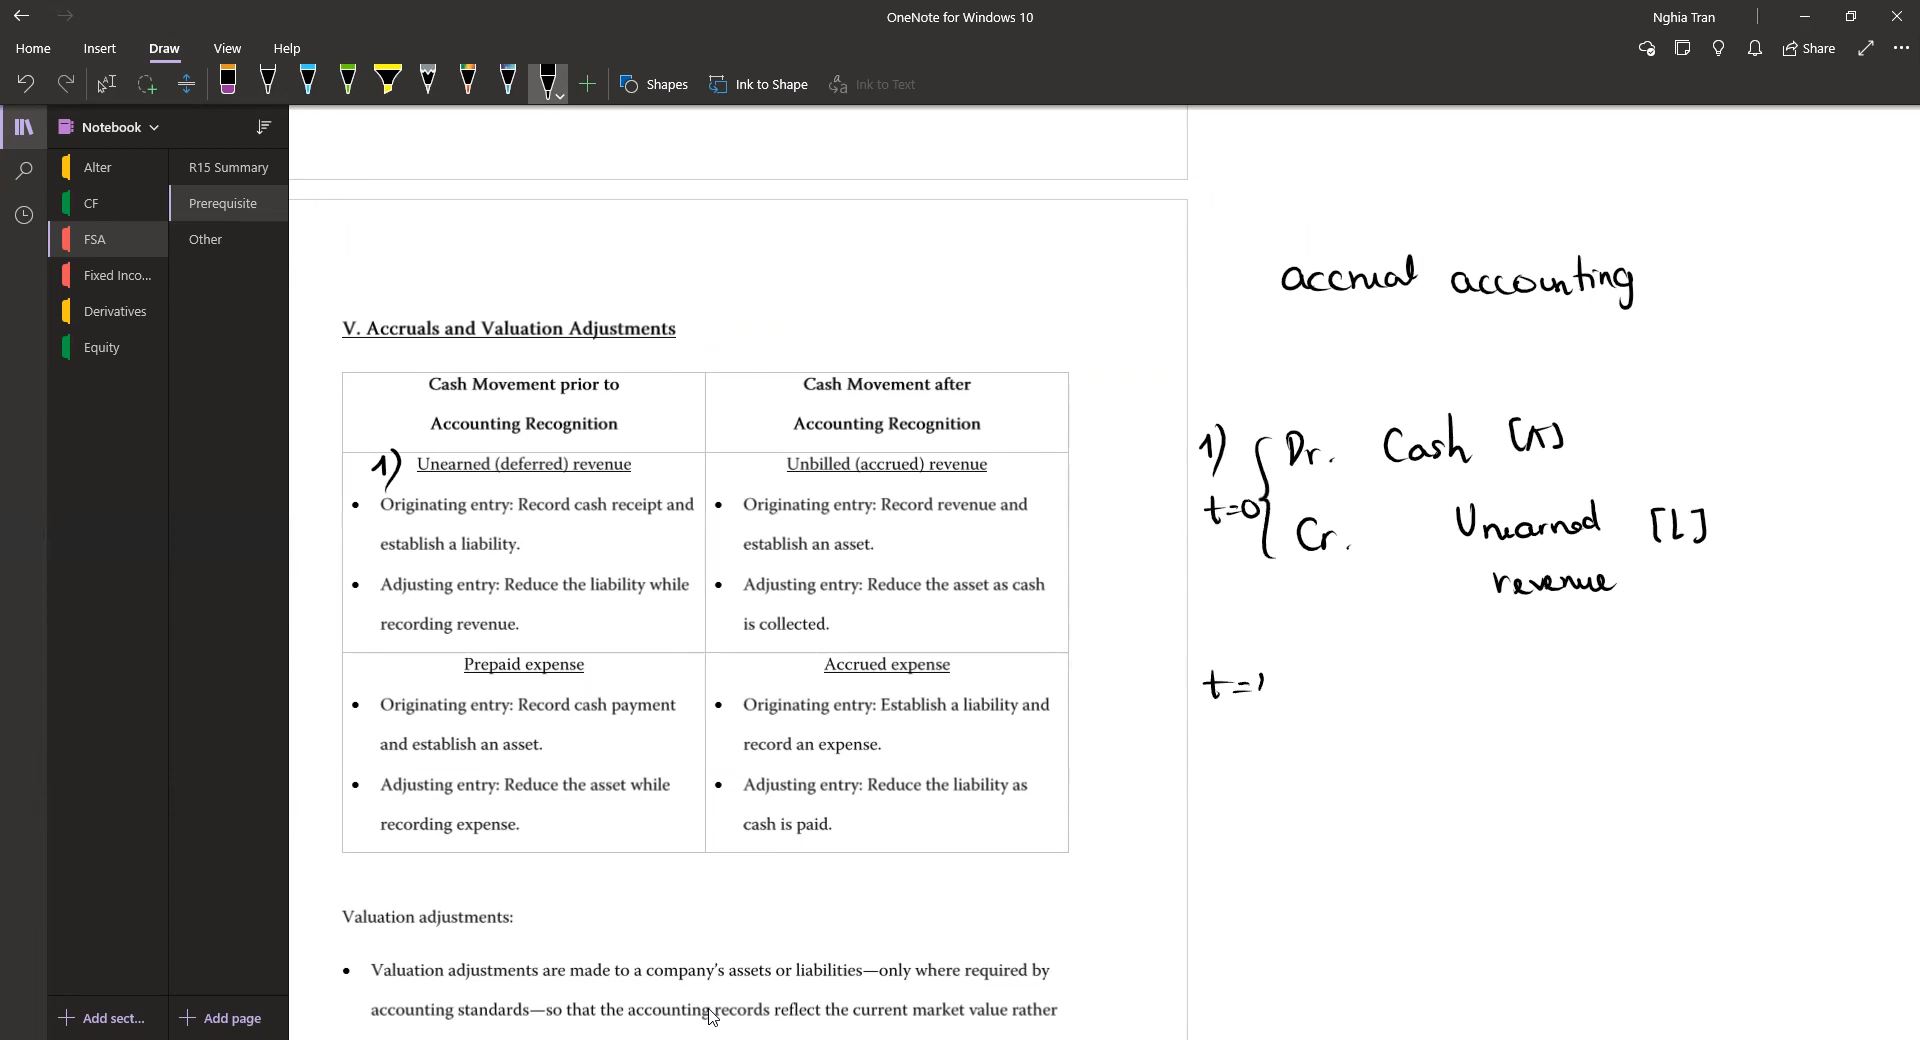 OneNote for Windows 10
Nghia Tran
Home Insert Draw View Help
Share
Shapes Ink to Shape Ink to Text
Notebook
Alter
CF
FSA
Fixed Inco...
Derivatives
Equity
R15 Summary
Prerequisite
Other
Add sect...
Add page
V. Accruals and Valuation Adjustments
Cash Movement prior to
Accounting Recognition
Cash Movement after
Accounting Recognition
1) Unearned (deferred) revenue
• Originating entry: Record cash receipt and
establish a liability.
• Adjusting entry: Reduce the liability while
recording revenue.
Unbilled (accrued) revenue
• Originating entry: Record revenue and
establish an asset.
• Adjusting entry: Reduce the asset as cash
is collected.
Prepaid expense
• Originating entry: Record cash payment
and establish an asset.
• Adjusting entry: Reduce the asset while
recording expense.
Accrued expense
• Originating entry: Establish a liability and
record an expense.
• Adjusting entry: Reduce the liability as
cash is paid.
Valuation adjustments:
• Valuation adjustments are made to a company's assets or liabilities—only where required by
accounting standards—so that the accounting records reflect the current market value rather
accrual accounting
1) Dr. Cash [A]
t=0
Cr. Unearned [L]
revenue
t=1